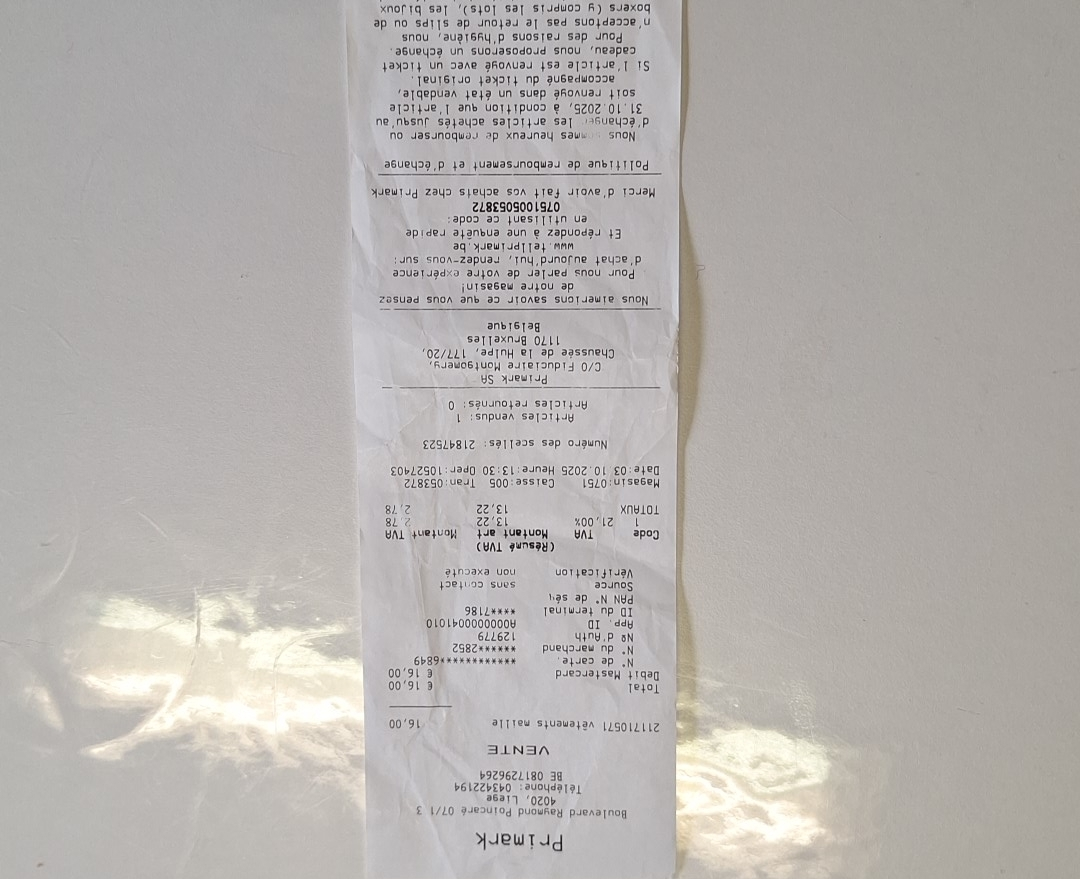 Primark
Boulevard Raymond Poincaré 07/1 3
4020, Liege
Téléphone: 043422194
BE 0817296264
VENTE
211710571 vêtements maille 16,00
Total € 16,00
Debit Mastercard € 16,00
N° de carte. ************6849
N° du marchand ******2852
Nº d'Auth 129779
App. ID A0000000041010
ID du terminal ****7186
PAN N° de séq
Source sans contact
Vérification non exécuté
(Résumé TVA)
Code TVA Montant art Montant TVA
1 21,00% 13,22 2,78
TOTAUX 13,22 2,78
Magasin:0751 Caisse:005 Tran:053872
Date:03.10.2025 Heure:13:30 Oper:10527403
Numéro des scellés: 21847523
Articles vendus: 1
Articles retournés: 0
Primark SA
C/O Fiduciaire Montgomery,
Chaussée de la Hulpe, 177/20,
1170 Bruxelles
Belgique
Nous aimerions savoir ce que vous pensez
de notre magasin!
Pour nous parler de votre expérience
d'achat aujourd'hui, rendez-vous sur:
www.tellprimark.be
Et répondez à une enquête rapide
en utilisant ce code:
0751005053872
Merci d'avoir fait vos achats chez Primark
Politique de remboursement et d'échange
Nous sommes heureux de rembourser ou
d'échanger les articles achetés jusqu'au
31.10.2025, à condition que l'article
soit renvoyé dans un état vendable,
accompagné du ticket original.
Si l'article est renvoyé avec un ticket
cadeau, nous proposerons un échange.
Pour des raisons d'hygiène, nous
n'acceptons pas le retour de slips ou de
boxers (y compris les lots), les bijoux